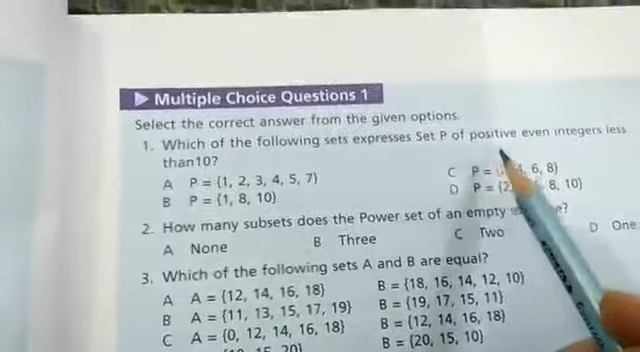 Multiple Choice Questions 1
Select the correct answer from the given options.
1. Which of the following sets expresses Set P of positive even integers less
than10?
A P = {1, 2, 3, 4, 5, 7}
B P = {1, 8, 10}
C P = 4, 6, 8}
D P = {2, 8, 10}
2. How many subsets does the Power set of an empty
A None
B Three
C Two
D One
3. Which of the following sets A and B are equal?
A A = {12, 14, 16, 18} B = {18, 16, 14, 12, 10}
B A = {11, 13, 15, 17, 19} B = {19, 17, 15, 11}
C A = {0, 12, 14, 16, 18} B = {12, 14, 16, 18}
15, 20} B = {20, 15, 10}